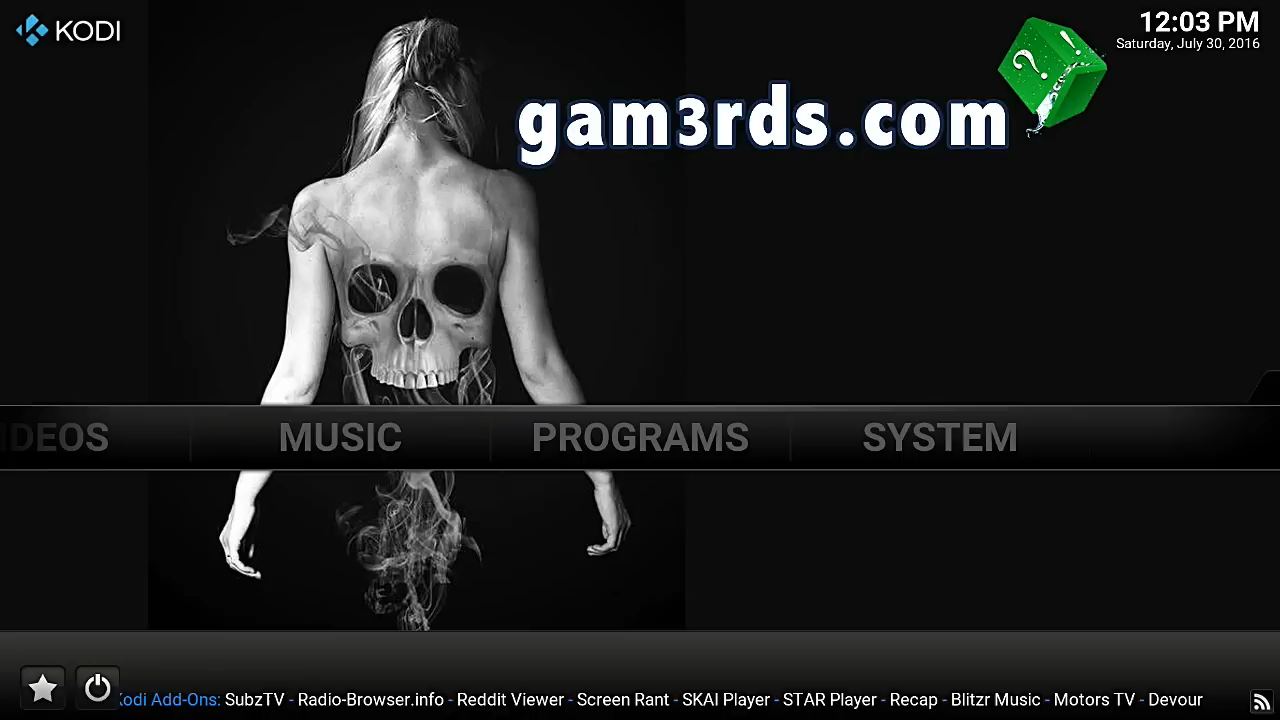 KODI
12:03 PM
Saturday, July 30, 2016
? !
gam3rds.com
IDEOS MUSIC PROGRAMS SYSTEM
Kodi Add-Ons: SubzTV - Radio-Browser.info - Reddit Viewer - Screen Rant - SKAI Player - STAR Player - Recap - Blitzr Music - Motors TV - Devour